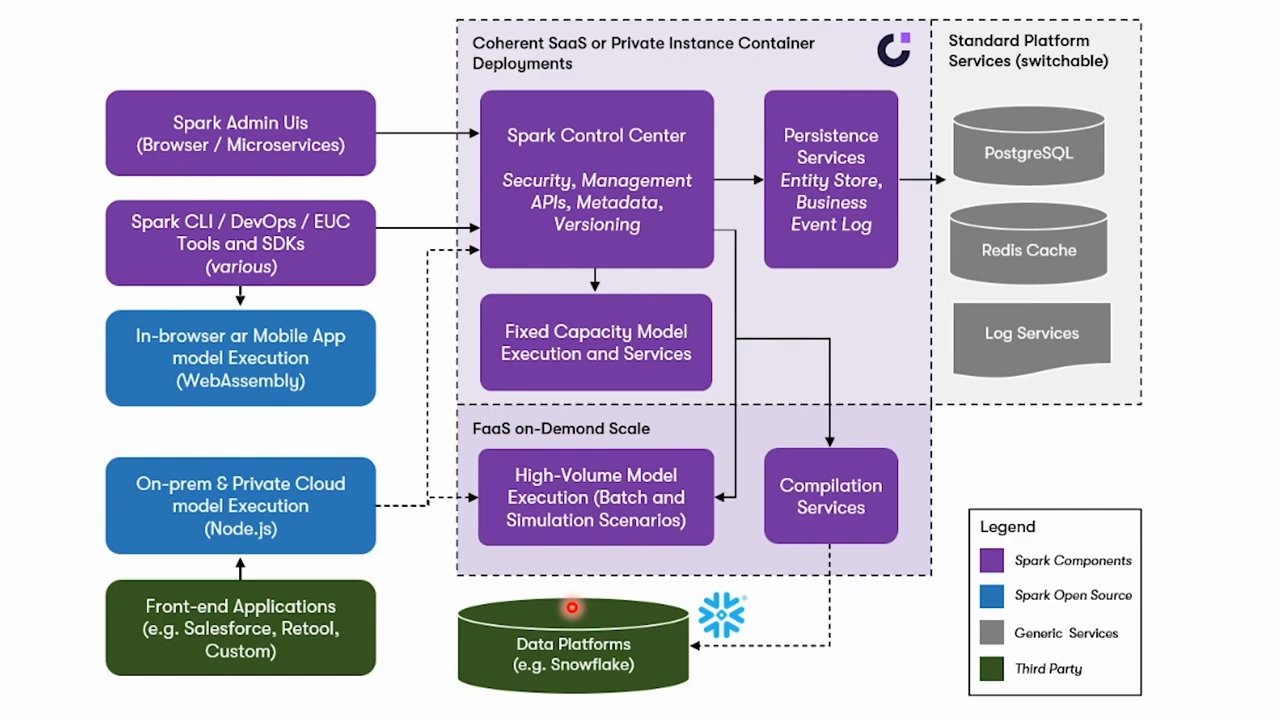 Coherent SaaS or Private Instance Container
Deployments
Standard Platform
Services (switchable)
Spark Admin Uis
(Browser / Microservices)
Spark Control Center
Security, Management
APIs, Metadata,
Versioning
Persistence
Services
Entity Store,
Business
Event Log
PostgreSQL
Spark CLI / DevOps / EUC
Tools and SDKs
(various)
Redis Cache
In-browser ar Mobile App
model Execution
(WebAssembly)
Fixed Capacity Model
Execution and Services
Log Services
FaaS on-Demond Scale
On-prem & Private Cloud
model Execution
(Node.js)
High-Volume Model
Execution (Batch and
Simulation Scenarios)
Compilation
Services
Front-end Applications
(e.g. Salesforce, Retool,
Custom)
Data Platforms
(e.g. Snowflake)
Legend
Spark Components
Spark Open Source
Generic Services
Third Party